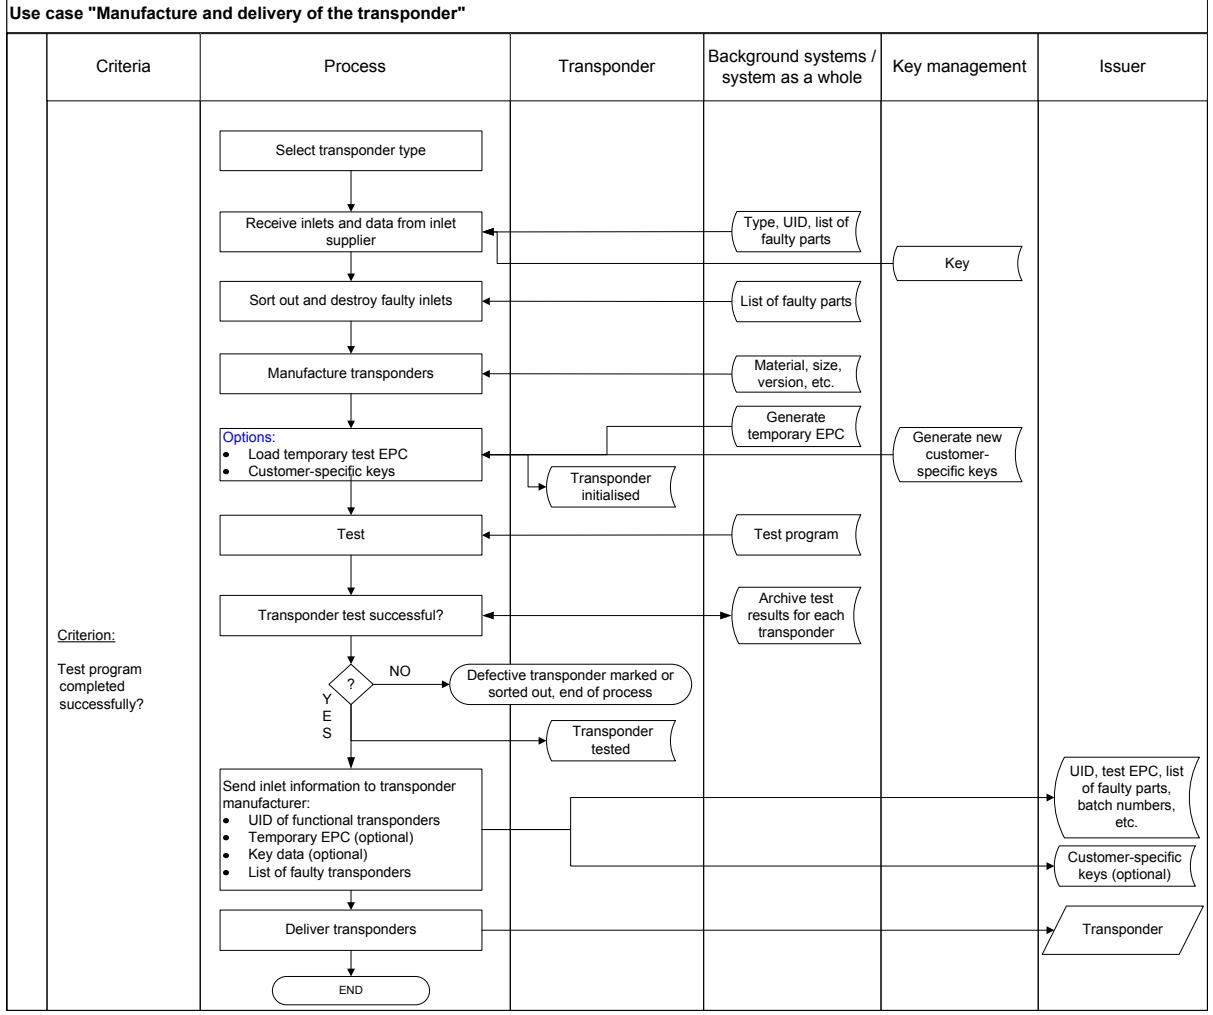 Use case "Manufacture and delivery of the transponder"
Criteria
Process
Transponder
Background systems /
system as a whole
Key management
Issuer
Select transponder type
Receive inlets and data from inlet
supplier
Type, UID, list of
faulty parts
Key
Sort out and destroy faulty inlets
List of faulty parts
Manufacture transponders
Material, size,
version, etc.
Generate
temporary EPC
Options:
• Load temporary test EPC
• Customer-specific keys
Generate new
customer-
specific keys
Transponder
initialised
Test
Test program
Transponder test successful?
Archive test
results for each
transponder
Criterion:
Test program
completed
successfully?
?
NO
Defective transponder marked or
sorted out, end of process
Y
E
S
Transponder
tested
Send inlet information to transponder
manufacturer:
• UID of functional transponders
• Temporary EPC (optional)
• Key data (optional)
• List of faulty transponders
UID, test EPC, list
of faulty parts,
batch numbers,
etc.
Customer-specific
keys (optional)
Deliver transponders
Transponder
END